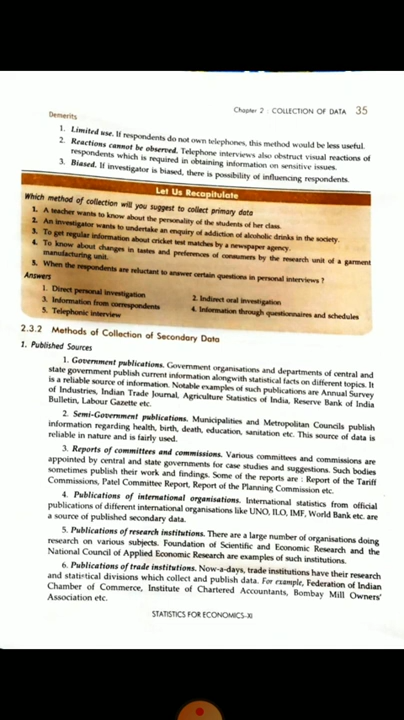 Chapter 2 : COLLECTION OF DATA 35
Demerits
1. Limited use. If respondents do not own telephones, this method would be less useful.
2. Reactions cannot be observed. Telephone interviews also obstruct visual reactions of
respondents which is required in obtaining information on sensitive issues.
3. Biased. If investigator is biased, there is possibility of influencing respondents.
Let Us Recapitulate
Which method of collection will you suggest to collect primary data
1. A teacher wants to know about the personality of the students of her class.
2. An investigator wants to undertake an enquiry of addiction of alcoholic drinks in the society.
3. To get regular information about cricket test matches by a newspaper agency.
4. To know about changes in tastes and preferences of consumers by the research unit of a garment
manufacturing unit.
5. When the respondents are reluctant to answer certain questions in personal interviews ?
Answers
1. Direct personal investigation
2. Indirect oral investigation
3. Information from correspondents
4. Information through questionnaires and schedules
5. Telephonic interview
2.3.2 Methods of Collection of Secondary Data
1. Published Sources
1. Government publications. Government organisations and departments of central and
state government publish current information alongwith statistical facts on different topics. It
is a reliable source of information. Notable examples of such publications are Annual Survey
of Industries, Indian Trade Journal, Agriculture Statistics of India, Reserve Bank of India
Bulletin, Labour Gazette etc.
2. Semi-Government publications. Municipalities and Metropolitan Councils publish
information regarding health, birth, death, education, sanitation etc. This source of data is
reliable in nature and is fairly used.
3. Reports of committees and commissions. Various committees and commissions are
appointed by central and state governments for case studies and suggestions. Such bodies
sometimes publish their work and findings. Some of the reports are : Report of the Tariff
Commissions, Patel Committee Report, Report of the Planning Commission etc.
4. Publications of international organisations. International statistics from official
publications of different international organisations like UNO, ILO, IMF, World Bank etc. are
a source of published secondary data.
5. Publications of research institutions. There are a large number of organisations doing
research on various subjects. Foundation of Scientific and Economic Research and the
National Council of Applied Economic Research are examples of such institutions.
6. Publications of trade institutions. Now-a-days, trade institutions have their research
and statistical divisions which collect and publish data. For example, Federation of Indian
Chamber of Commerce, Institute of Chartered Accountants, Bombay Mill Owners'
Association etc.
STATISTICS FOR ECONOMICS-XI